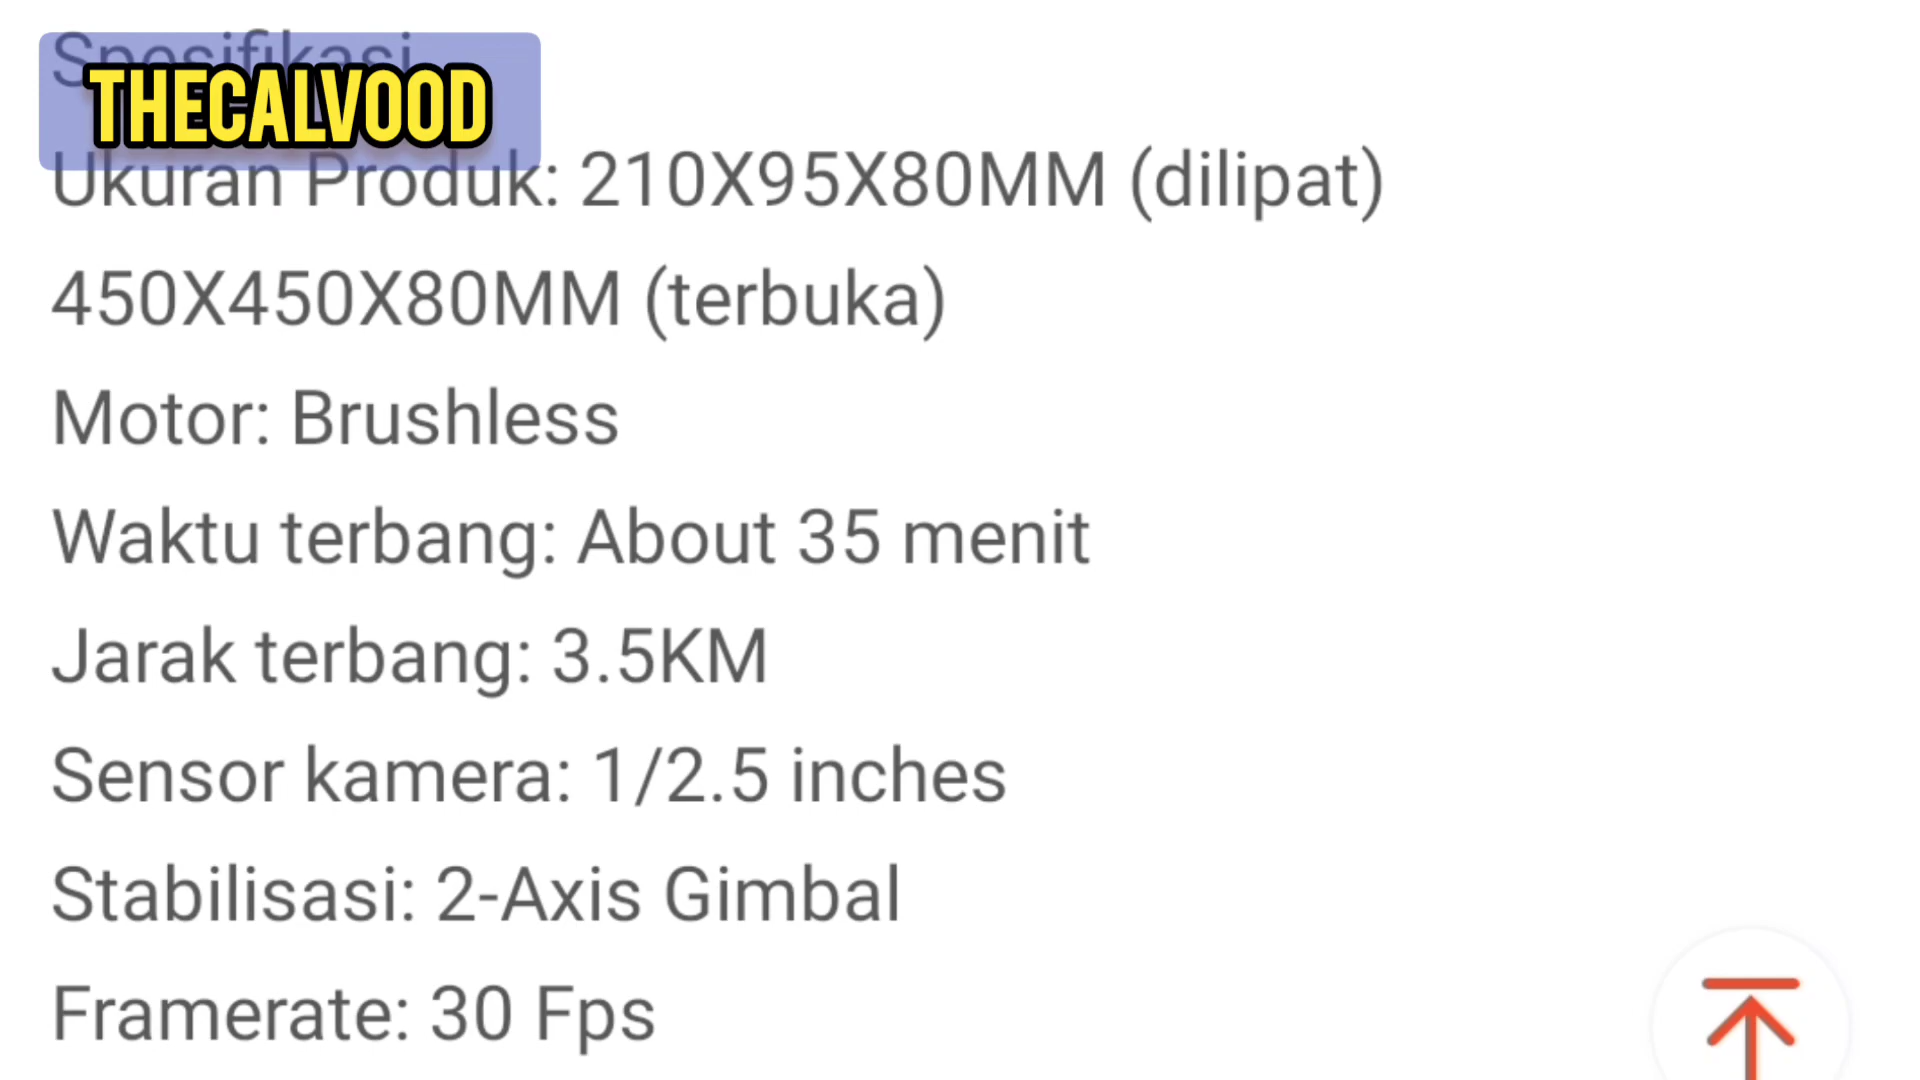 Spesifikasi
THECALVOOD
Ukuran Produk: 210X95X80MM (dilipat)
450X450X80MM (terbuka)
Motor: Brushless
Waktu terbang: About 35 menit
Jarak terbang: 3.5KM
Sensor kamera: 1/2.5 inches
Stabilisasi: 2-Axis Gimbal
Framerate: 30 Fps